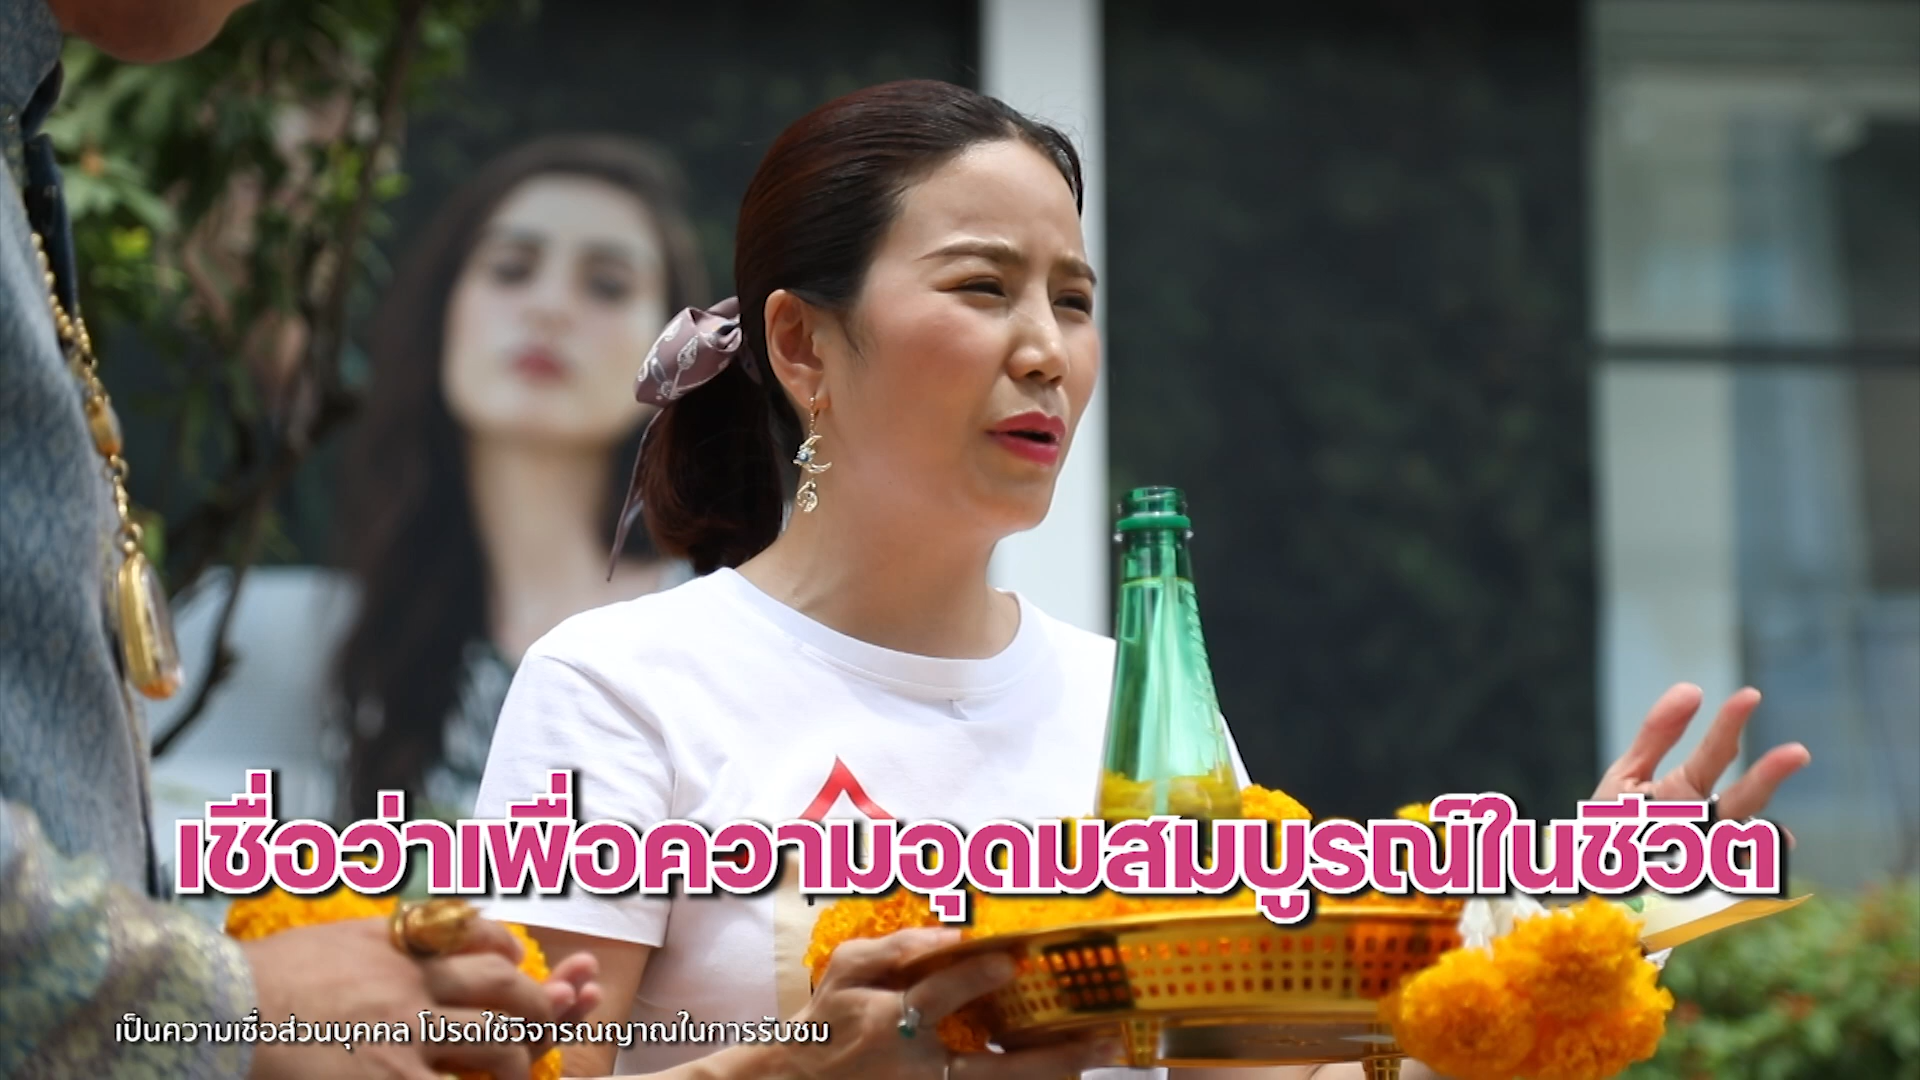 เชื่อว่าเพื่อความอุดมสมบูรณ์ในชีวิต
เป็นความเชื่อส่วนบุคคล โปรดใช้วิจารณญาณในการรับชม